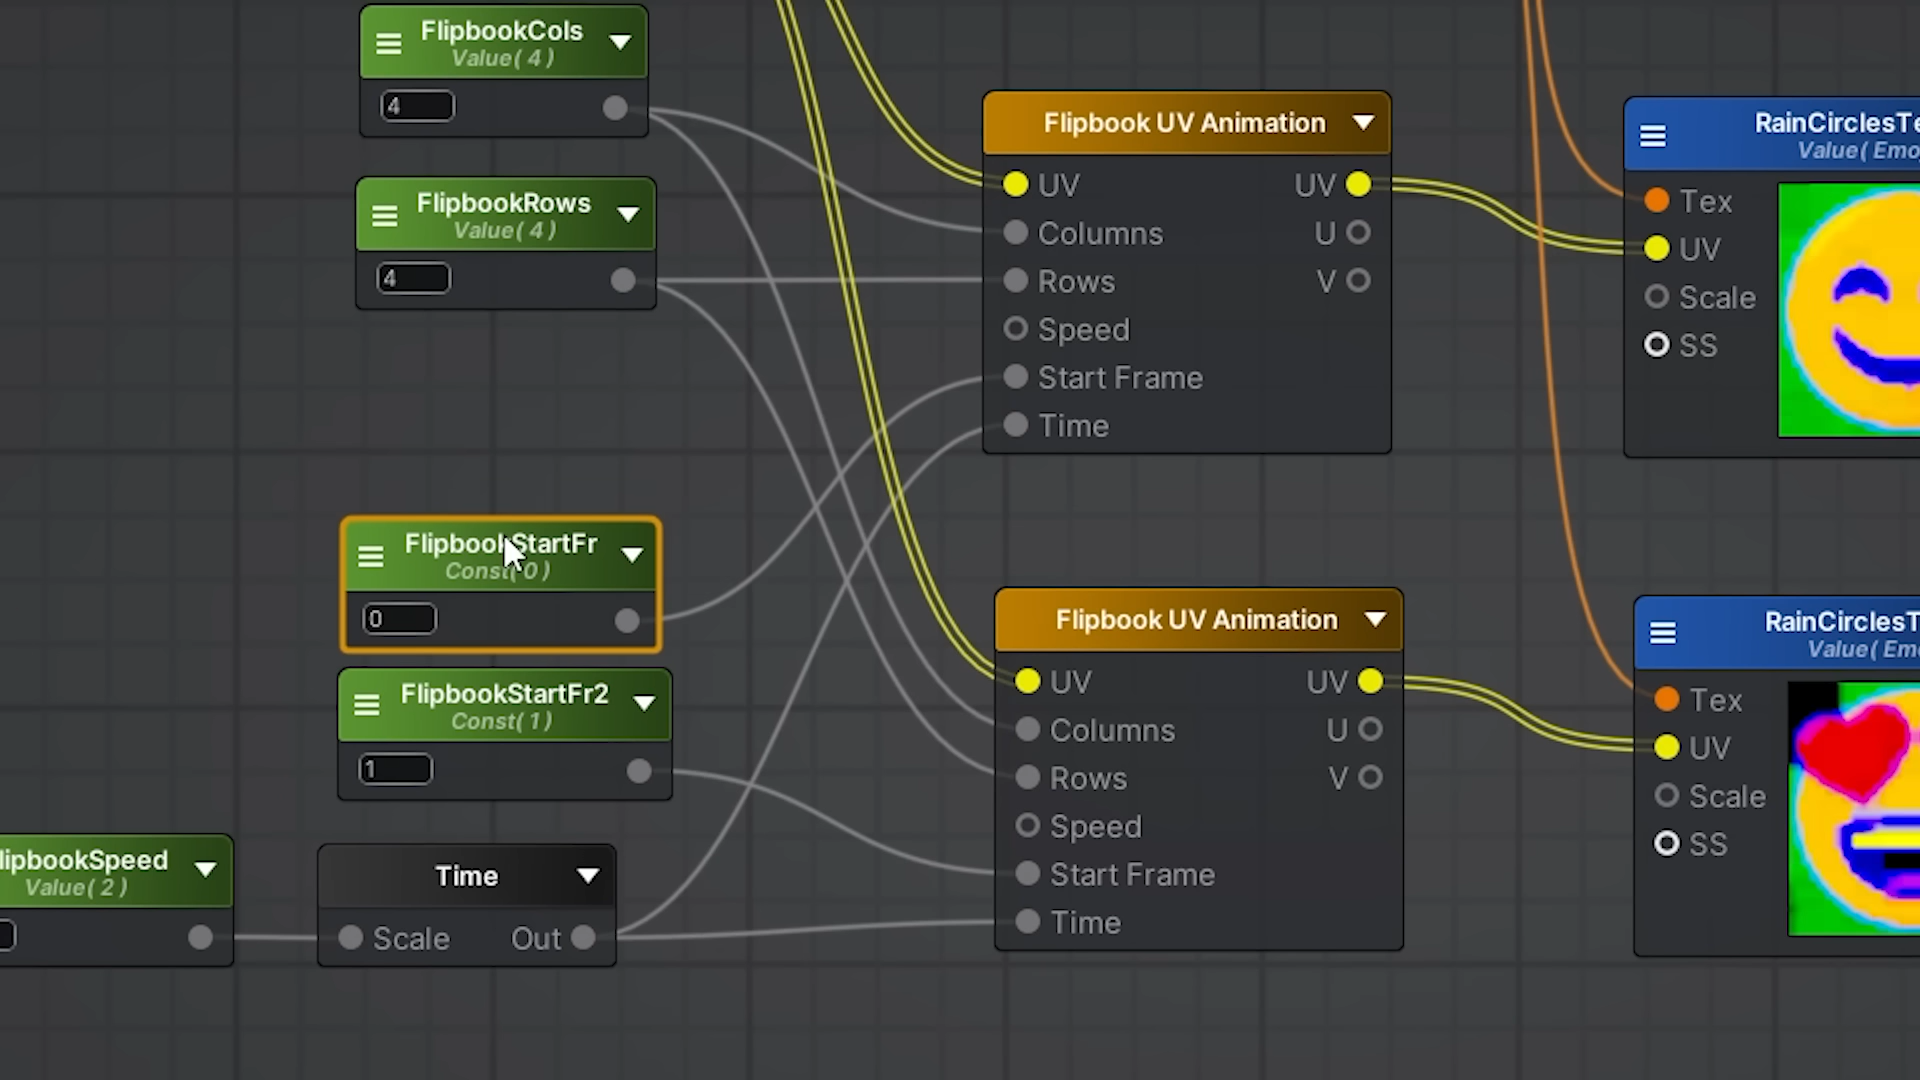 FlipbookCols
Value( 4 )
4
FlipbookRows
Value( 4 )
4
FlipbookStartFr
Const( 0 )
0
FlipbookStartFr2
Const( 1 )
1
lipbookSpeed
Value( 2 )
Time
Scale Out
Flipbook UV Animation
UV UV
Columns U
Rows V
Speed
Start Frame
Time
Flipbook UV Animation
UV UV
Columns U
Rows V
Speed
Start Frame
Time
RainCirclesTe
Value( Emo
Tex
UV
Scale
SS
RainCirclesT
Value( Em
Tex
UV
Scale
SS